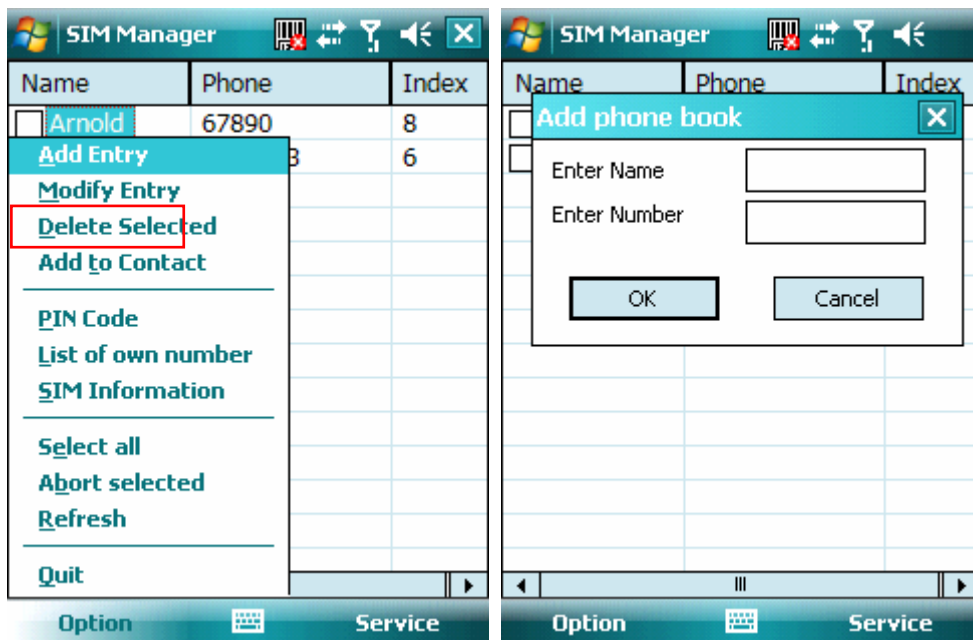 SIM Manager
Name Phone Index
Arnold 67890 8
3 6
Add Entry
Modify Entry
Delete Selected
Add to Contact
PIN Code
List of own number
SIM Information
Select all
Abort selected
Refresh
Quit
Option Service
SIM Manager
Name Phone Index
Add phone book
Enter Name
Enter Number
OK Cancel
Option Service